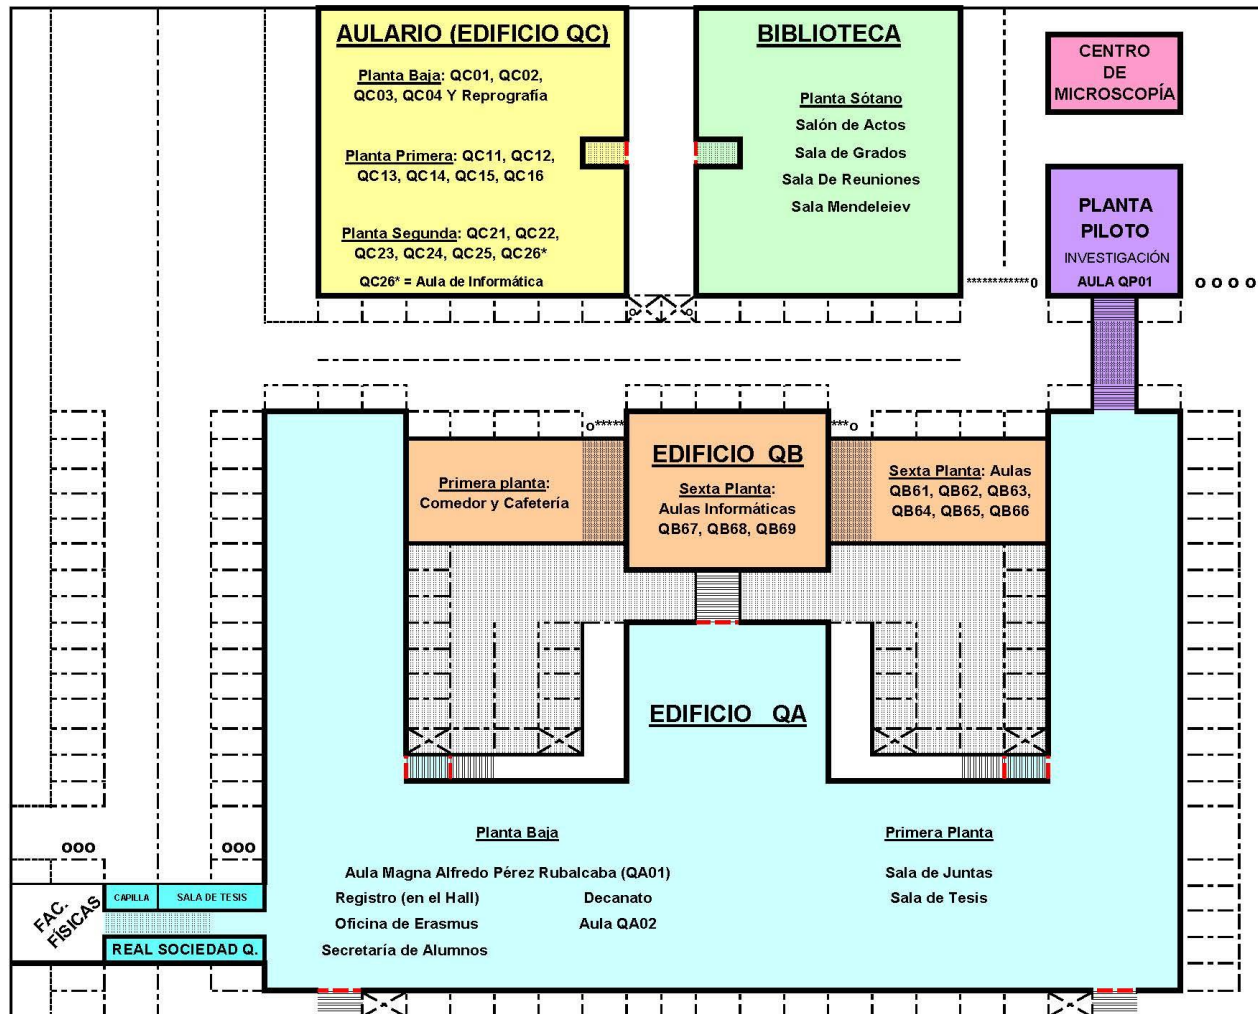 AULARIO (EDIFICIO QC)
Planta Baja: QC01, QC02,
QC03, QC04 Y Reprografía
Planta Primera: QC11, QC12,
QC13, QC14, QC15, QC16
Planta Segunda: QC21, QC22,
QC23, QC24, QC25, QC26*
QC26* = Aula de Informática
BIBLIOTECA
Planta Sótano
Salón de Actos
Sala de Grados
Sala De Reuniones
Sala Mendeleiev
CENTRO
DE
MICROSCOPÍA
PLANTA
PILOTO
INVESTIGACIÓN
AULA QP01
************0
o o o o
o
o
o*****
***o
Primera planta:
Comedor y Cafetería
EDIFICIO QB
Sexta Planta:
Aulas Informáticas
QB67, QB68, QB69
Sexta Planta: Aulas
QB61, QB62, QB63,
QB64, QB65, QB66
EDIFICIO QA
Planta Baja
Aula Magna Alfredo Pérez Rubalcaba (QA01)
Registro (en el Hall) Decanato
Oficina de Erasmus Aula QA02
Secretaría de Alumnos
Primera Planta
Sala de Juntas
Sala de Tesis
ooo
ooo
FAC.
FÍSICAS
CAPILLA
SALA DE TESIS
REAL SOCIEDAD Q.